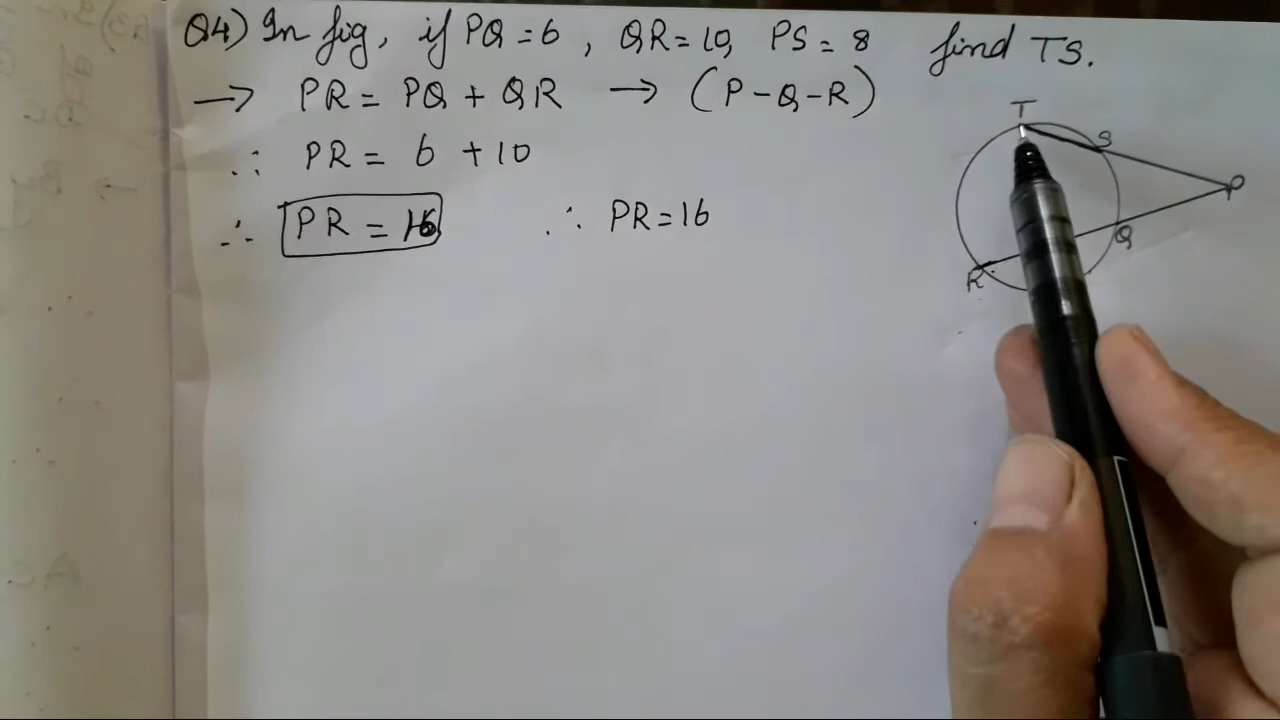 Q4) In fig, if PQ = 6 , QR = 10, PS = 8 find TS.
→ PR = PQ + QR → (P - Q - R)
∴ PR = 6 + 10
∴ PR = 16 ∴ PR = 16
T
S
P
Q
R